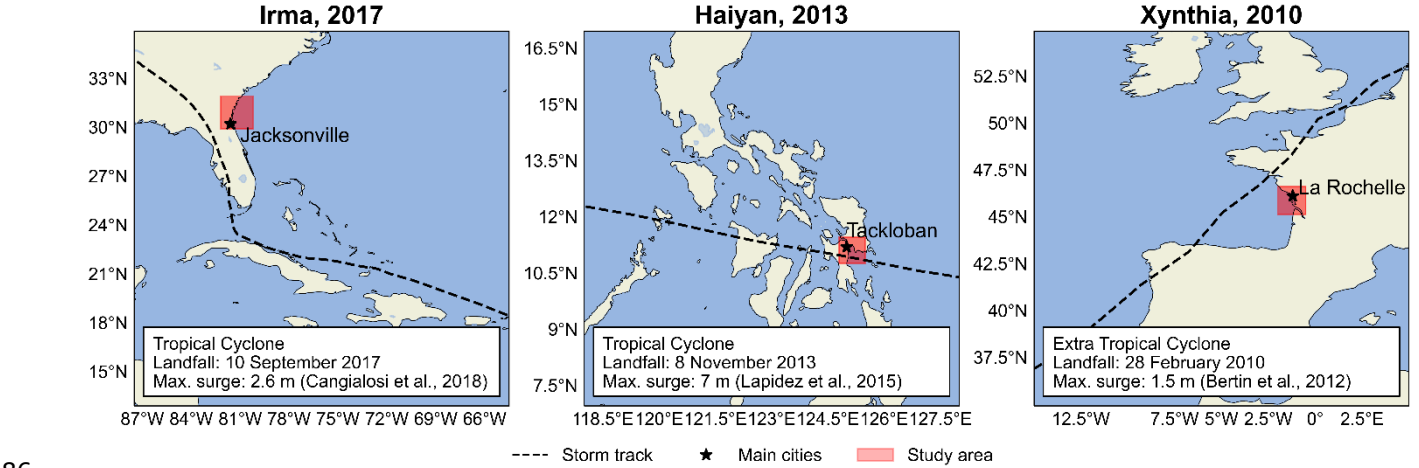 Irma, 2017
33°N
30°N
27°N
24°N
21°N
18°N
15°N
Jacksonville
Tropical Cyclone
Landfall: 10 September 2017
Max. surge: 2.6 m (Cangialosi et al., 2018)
87°W 84°W 81°W 78°W 75°W 72°W 69°W 66°W
Haiyan, 2013
16.5°N
15°N
13.5°N
12°N
10.5°N
9°N
7.5°N
Tackloban
Tropical Cyclone
Landfall: 8 November 2013
Max. surge: 7 m (Lapidez et al., 2015)
118.5°E 120°E 121.5°E 123°E 124.5°E 126°E 127.5°E
Xynthia, 2010
52.5°N
50°N
47.5°N
45°N
42.5°N
40°N
37.5°N
La Rochelle
Extra Tropical Cyclone
Landfall: 28 February 2010
Max. surge: 1.5 m (Bertin et al., 2012)
12.5°W 7.5°W 5°W 2.5°W 0° 2.5°E
Storm track Main cities Study area